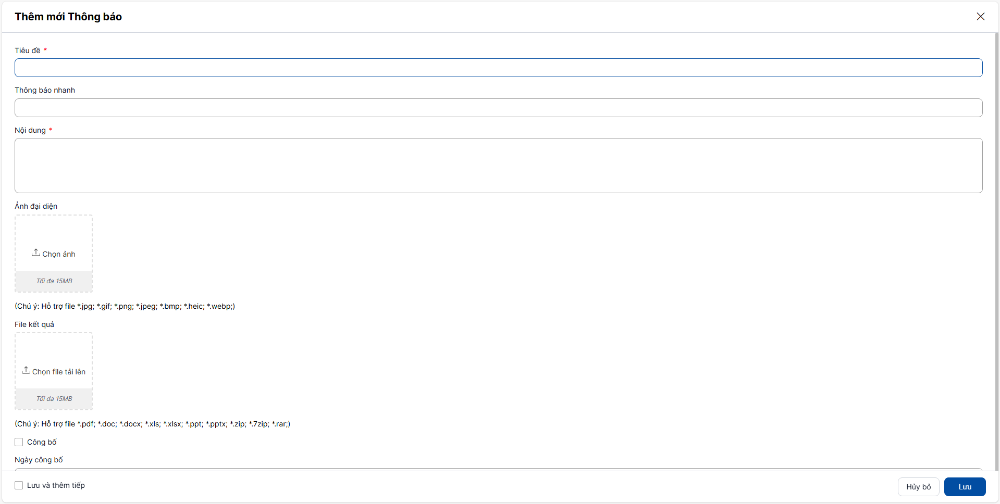 Thêm mới Thông báo
Tiêu đề *
Thông báo nhanh
Nội dung *
Ảnh đại diện
Chọn ảnh
Tối đa 15MB
(Chú ý: Hỗ trợ file *.jpg; *.gif; *.png; *.jpeg; *.bmp; *.heic; *.webp;)
File kết quả
Chọn file tải lên
Tối đa 15MB
(Chú ý: Hỗ trợ file *.pdf; *.doc; *.docx; *.xls; *.xlsx; *.ppt; *.pptx; *.zip; *.7zip; *.rar;)
Công bố
Ngày công bố
Lưu và thêm tiếp
Hủy bỏ
Lưu